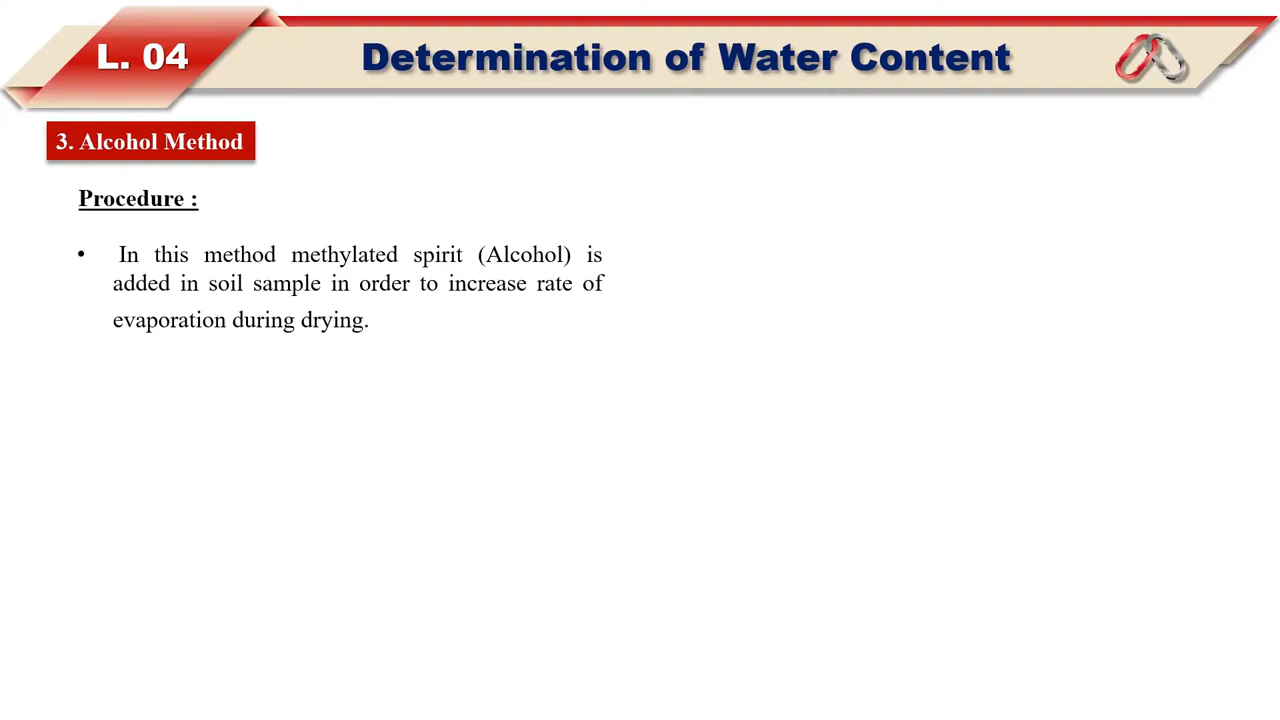 L. 04
Determination of Water Content
3. Alcohol Method
Procedure :
• In this method methylated spirit (Alcohol) is
added in soil sample in order to increase rate of
evaporation during drying.